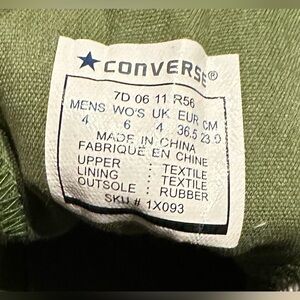 ★CONVERSE®
7D 06 11 R56
MENS WO'S UK EUR CM
4 6 4 36.5 23.0
MADE IN CHINA
FABRIQUE EN CHINE
UPPER : TEXTILE
LINING : TEXTILE
OUTSOLE : RUBBER
SKU # 1X093